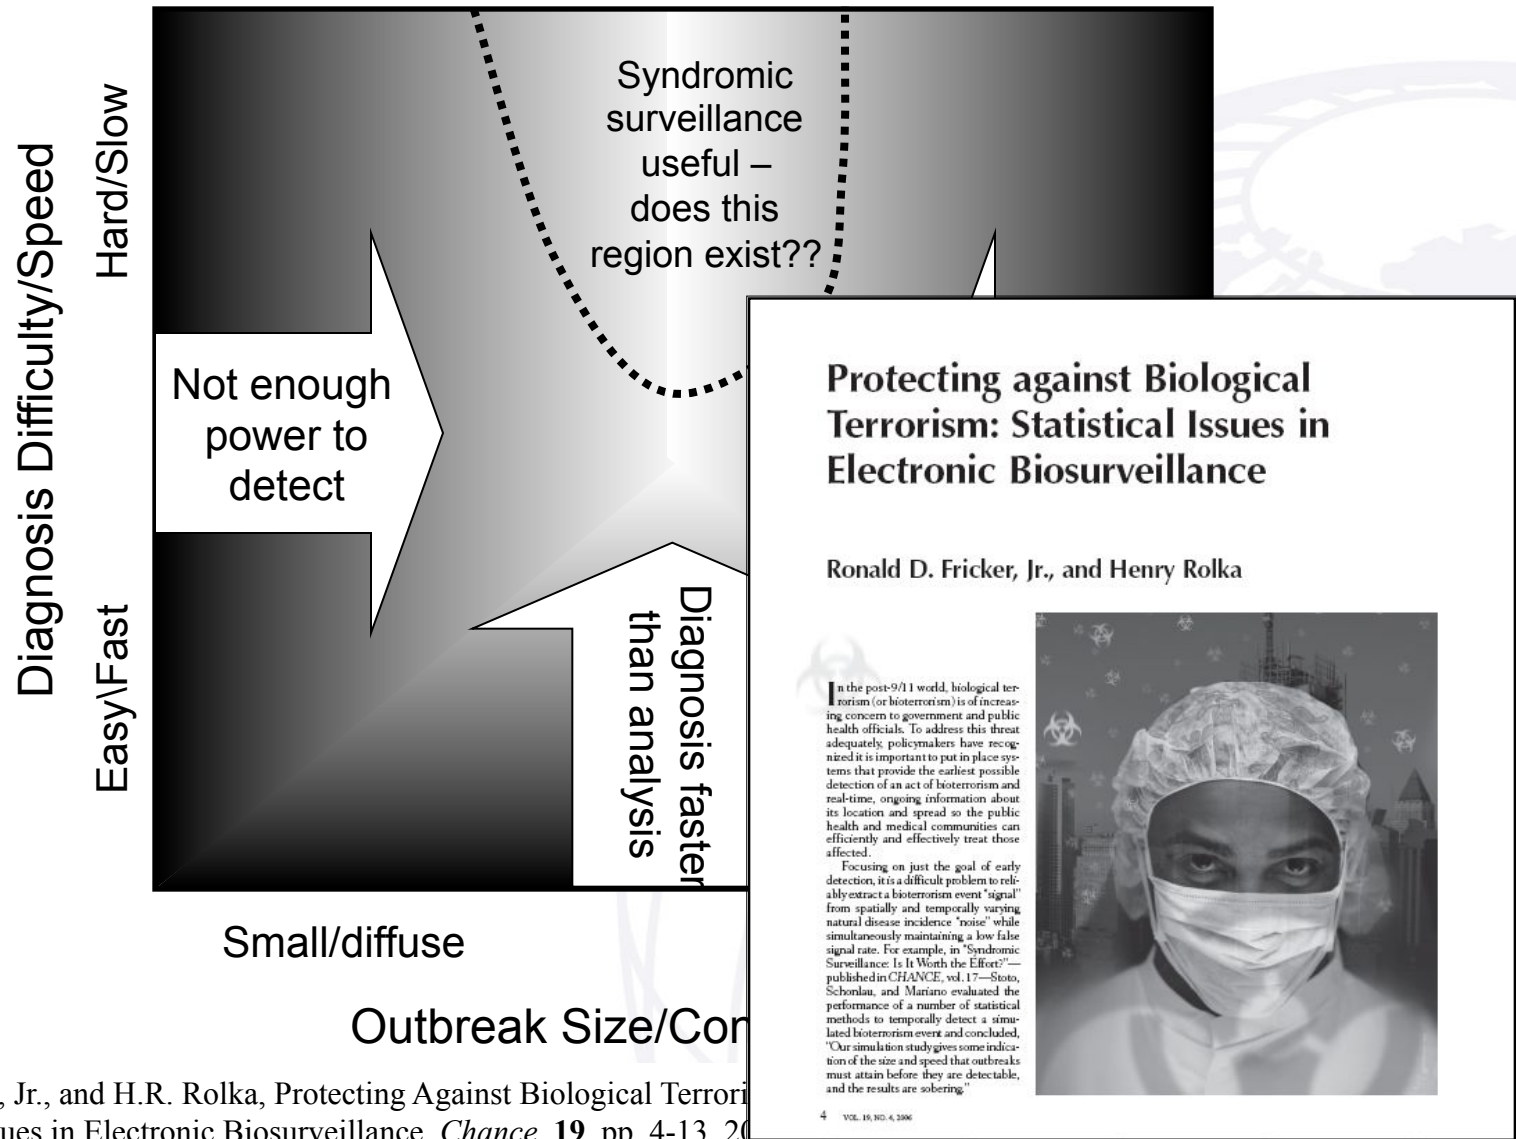 Diagnosis Difficulty/Speed
Hard/Slow
Easy\Fast
Syndromic
surveillance
useful –
does this
region exist??
Not enough
power to
detect
Diagnosis faster
than analysis
Small/diffuse
Outbreak Size/Con
, Jr., and H.R. Rolka, Protecting Against Biological Terrori
ues in Electronic Biosurveillance, Chance, 19, pp. 4-13, 20
Protecting against Biological
Terrorism: Statistical Issues in
Electronic Biosurveillance
Ronald D. Fricker, Jr., and Henry Rolka
In the post-9/11 world, biological ter-
rorism (or bioterrorism) is of increas-
ing concern to government and public
health officials. To address this threat
adequately, policymakers have recog-
nized it is important to put in place sys-
tems that provide the earliest possible
detection of an act of bioterrorism and
real-time, ongoing information about
its location and spread so the public
health and medical communities can
efficiently and effectively treat those
affected.
Focusing on just the goal of early
detection, it is a difficult problem to reli-
ably extract a bioterrorism event "signal"
from spatially and temporally varying
natural disease incidence "noise" while
simultaneously maintaining a low false
signal rate. For example, in "Syndromic
Surveillance: Is It Worth the Effort?"—
published in CHANCE, vol. 17—Stoto,
Schonlau, and Mariano evaluated the
performance of a number of statistical
methods to temporally detect a simu-
lated bioterrorism event and concluded,
"Our simulation study gives some indica-
tion of the size and speed that outbreaks
must attain before they are detectable,
and the results are sobering."
4 VOL. 19, NO. 4, 2006